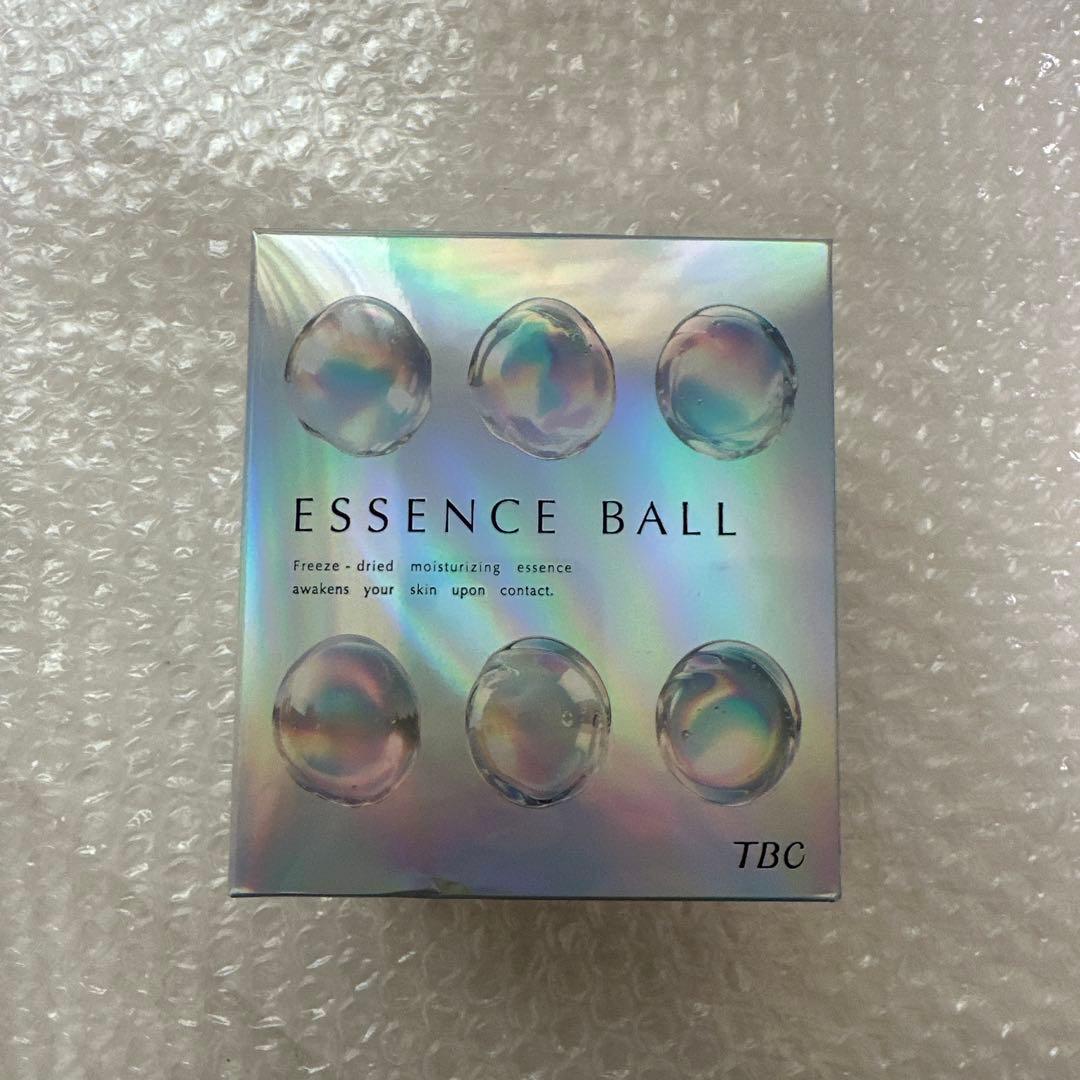 ESSENCE BALL
Freeze-dried moisturizing essence
awakens your skin upon contact.
TBC